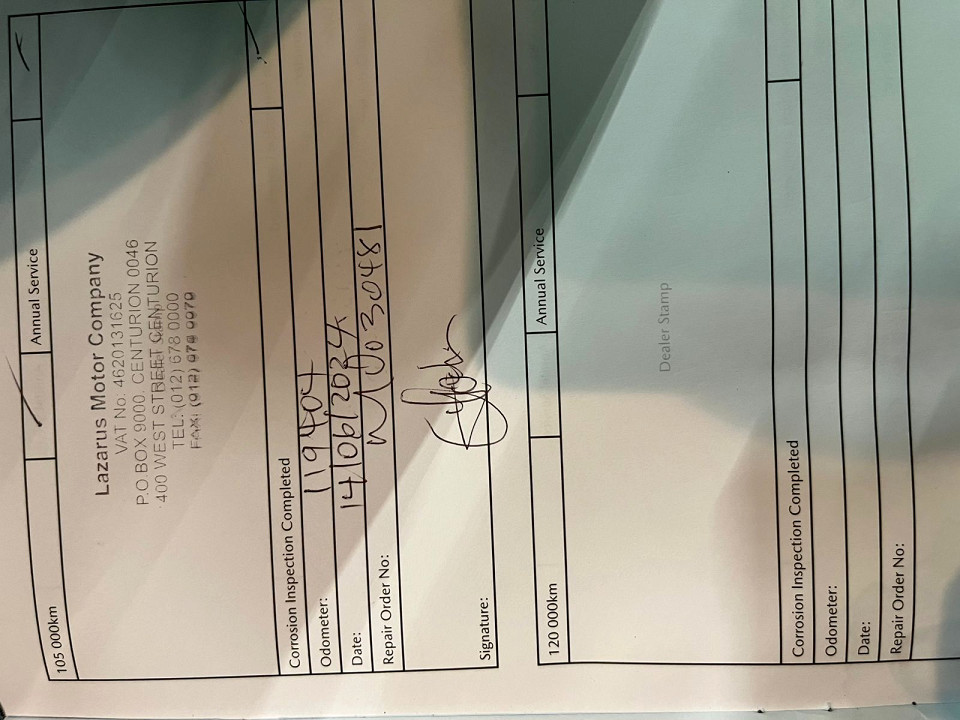 105 000km
Annual Service
Lazarus Motor Company
VAT No. 4620131625
P.O. BOX 9000. CENTURION 0046
400 WEST STREET CENTURION
TEL: (012) 678 0000
Corrosion Inspection Completed
Odometer: 119404
Date: 14/06/2024
Repair Order No:
Signature:
120 000km
Annual Service
Dealer Stamp
Corrosion Inspection Completed
Odometer:
Date:
Repair Order No: